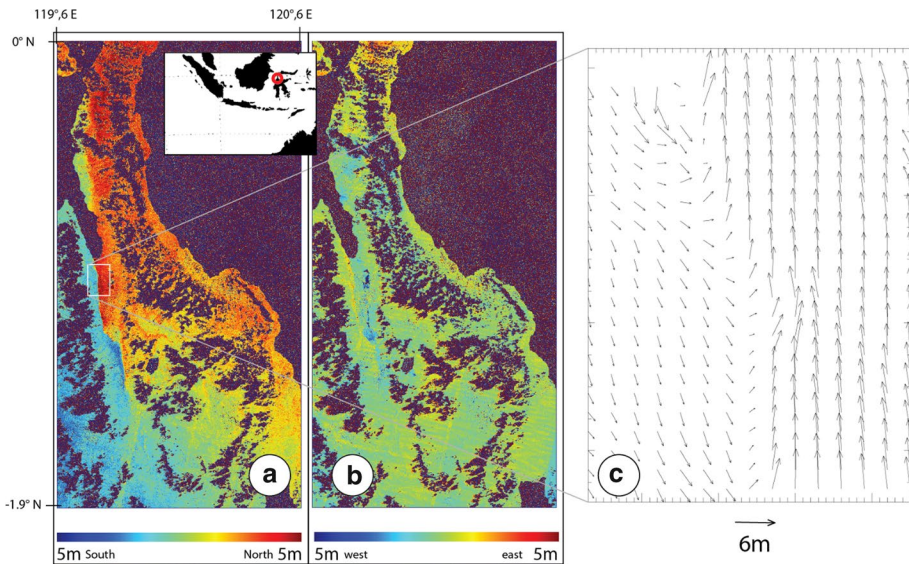 119°,6 E
120°,6 E
0° N
-1.9° N
a
b
c
5m South North 5m
5m west east 5m
6m